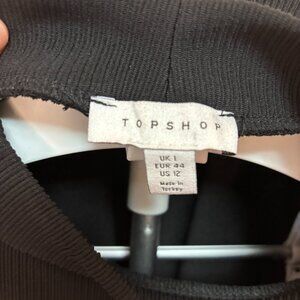 TOPSHOP
UK 1
EUR 44
US 12
Made in
Turkey